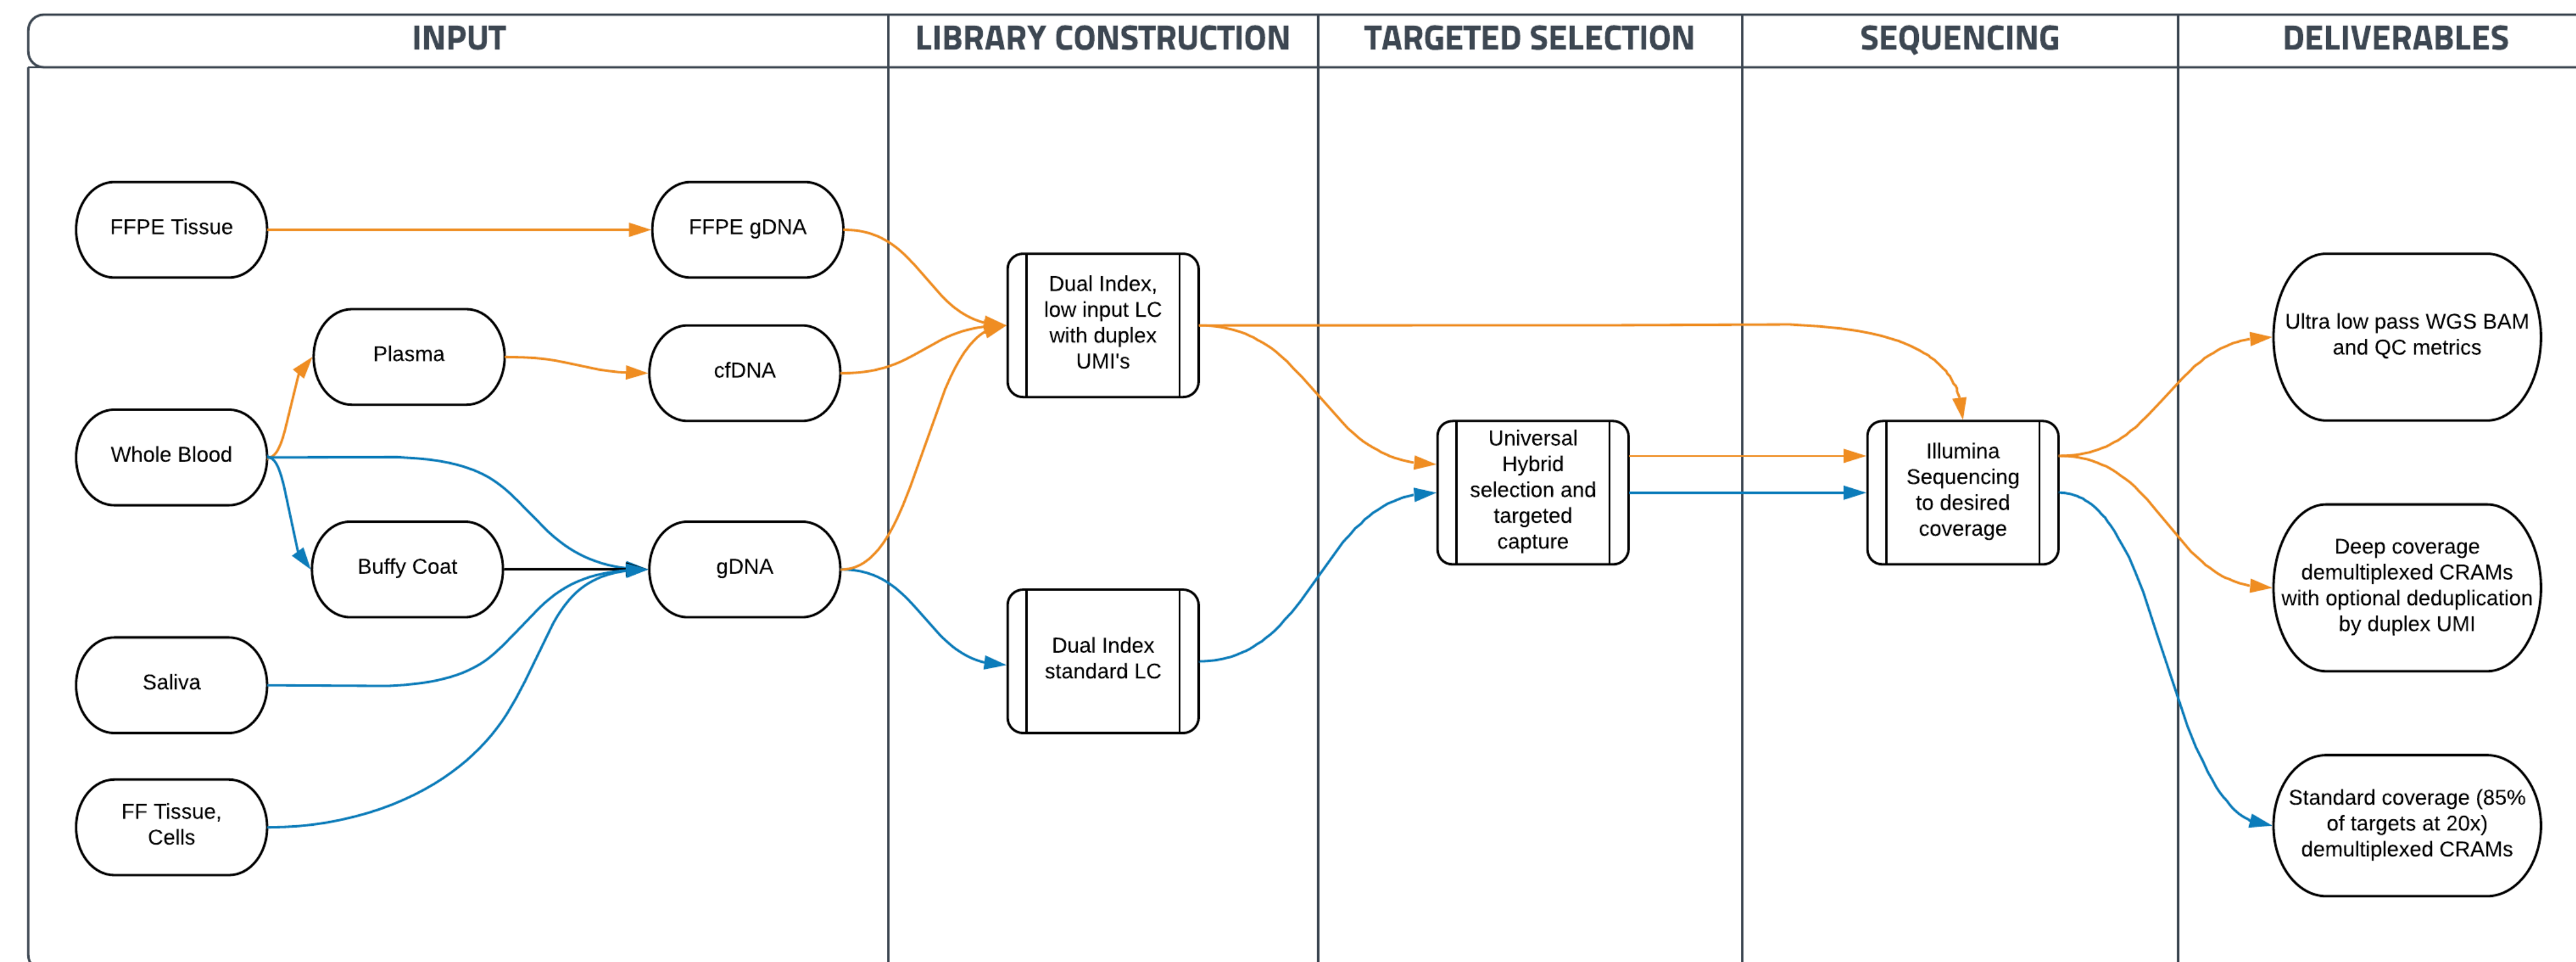 INPUT
LIBRARY CONSTRUCTION
TARGETED SELECTION
SEQUENCING
DELIVERABLES
FFPE Tissue
FFPE gDNA
Plasma
cfDNA
Whole Blood
Buffy Coat
gDNA
Saliva
FF Tissue,
Cells
Dual Index,
low input LC
with duplex
UMI's
Dual Index
standard LC
Universal
Hybrid
selection and
targeted
capture
Illumina
Sequencing
to desired
coverage
Ultra low pass WGS BAM
and QC metrics
Deep coverage
demultiplexed CRAMs
with optional deduplication
by duplex UMI
Standard coverage (85%
of targets at 20x)
demultiplexed CRAMs